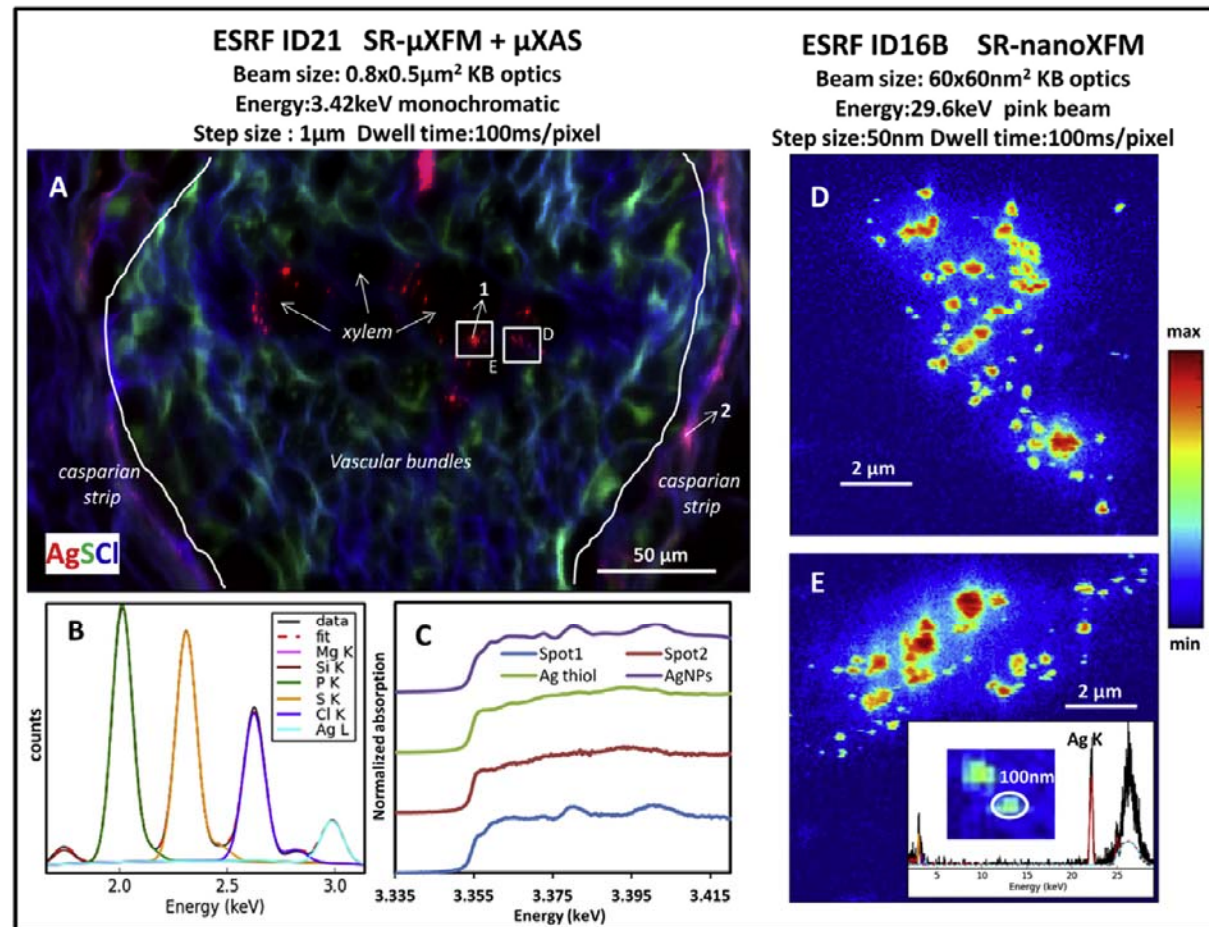 ESRF ID21 SR-μXFM + μXAS
Beam size: 0.8x0.5μm² KB optics
Energy:3.42keV monochromatic
Step size : 1μm Dwell time:100ms/pixel
ESRF ID16B SR-nanoXFM
Beam size: 60x60nm² KB optics
Energy:29.6keV pink beam
Step size:50nm Dwell time:100ms/pixel
A
1
xylem
D
E
2
Vascular bundles
casparian
strip
casparian
strip
AgSCl
50 μm
B
data
fit
Mg K
Si K
P K
S K
Cl K
Ag L
counts
2.0
2.5
3.0
Energy (keV)
C
Spot1
Spot2
Ag thiol
AgNPs
Normalized absorption
3.335
3.355
3.375
3.395
3.415
Energy (keV)
D
2 μm
max
min
E
2 μm
Ag K
100nm
5
10
15
20
25
Energy (keV)